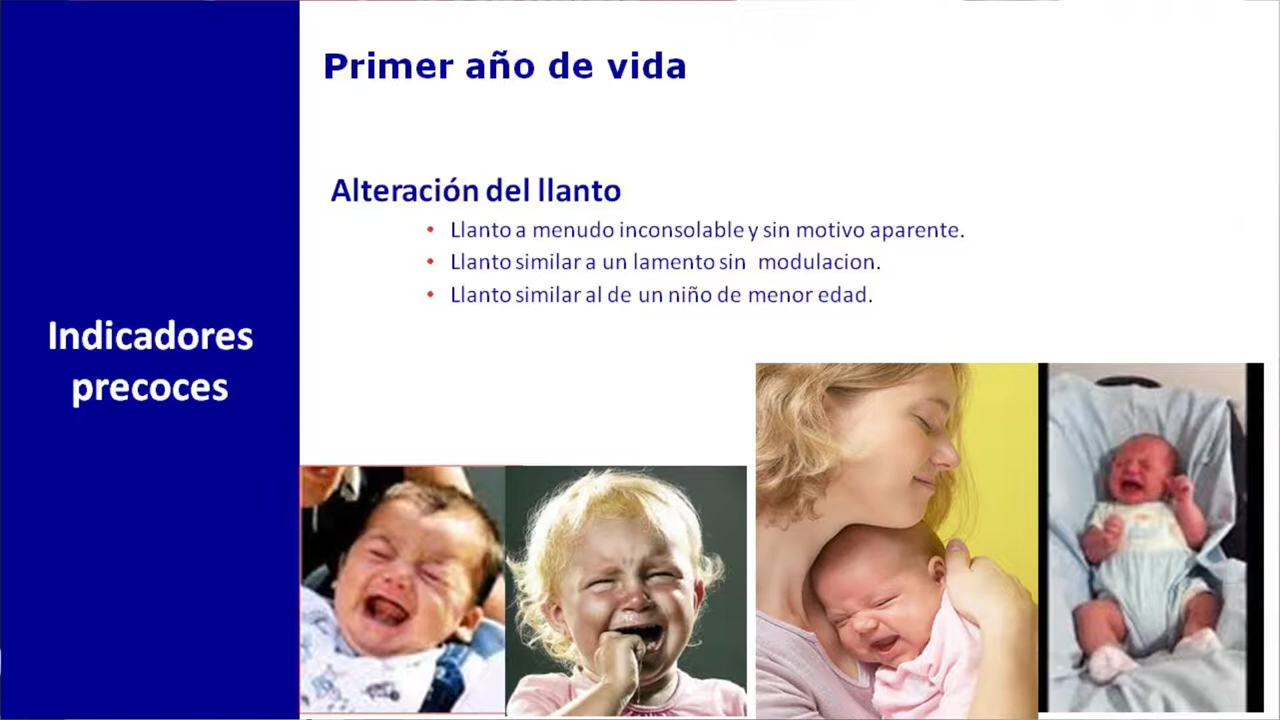 Primer año de vida
Alteración del llanto
• Llanto a menudo inconsolable y sin motivo aparente.
• Llanto similar a un lamento sin modulacion.
• Llanto similar al de un niño de menor edad.
Indicadores
precoces